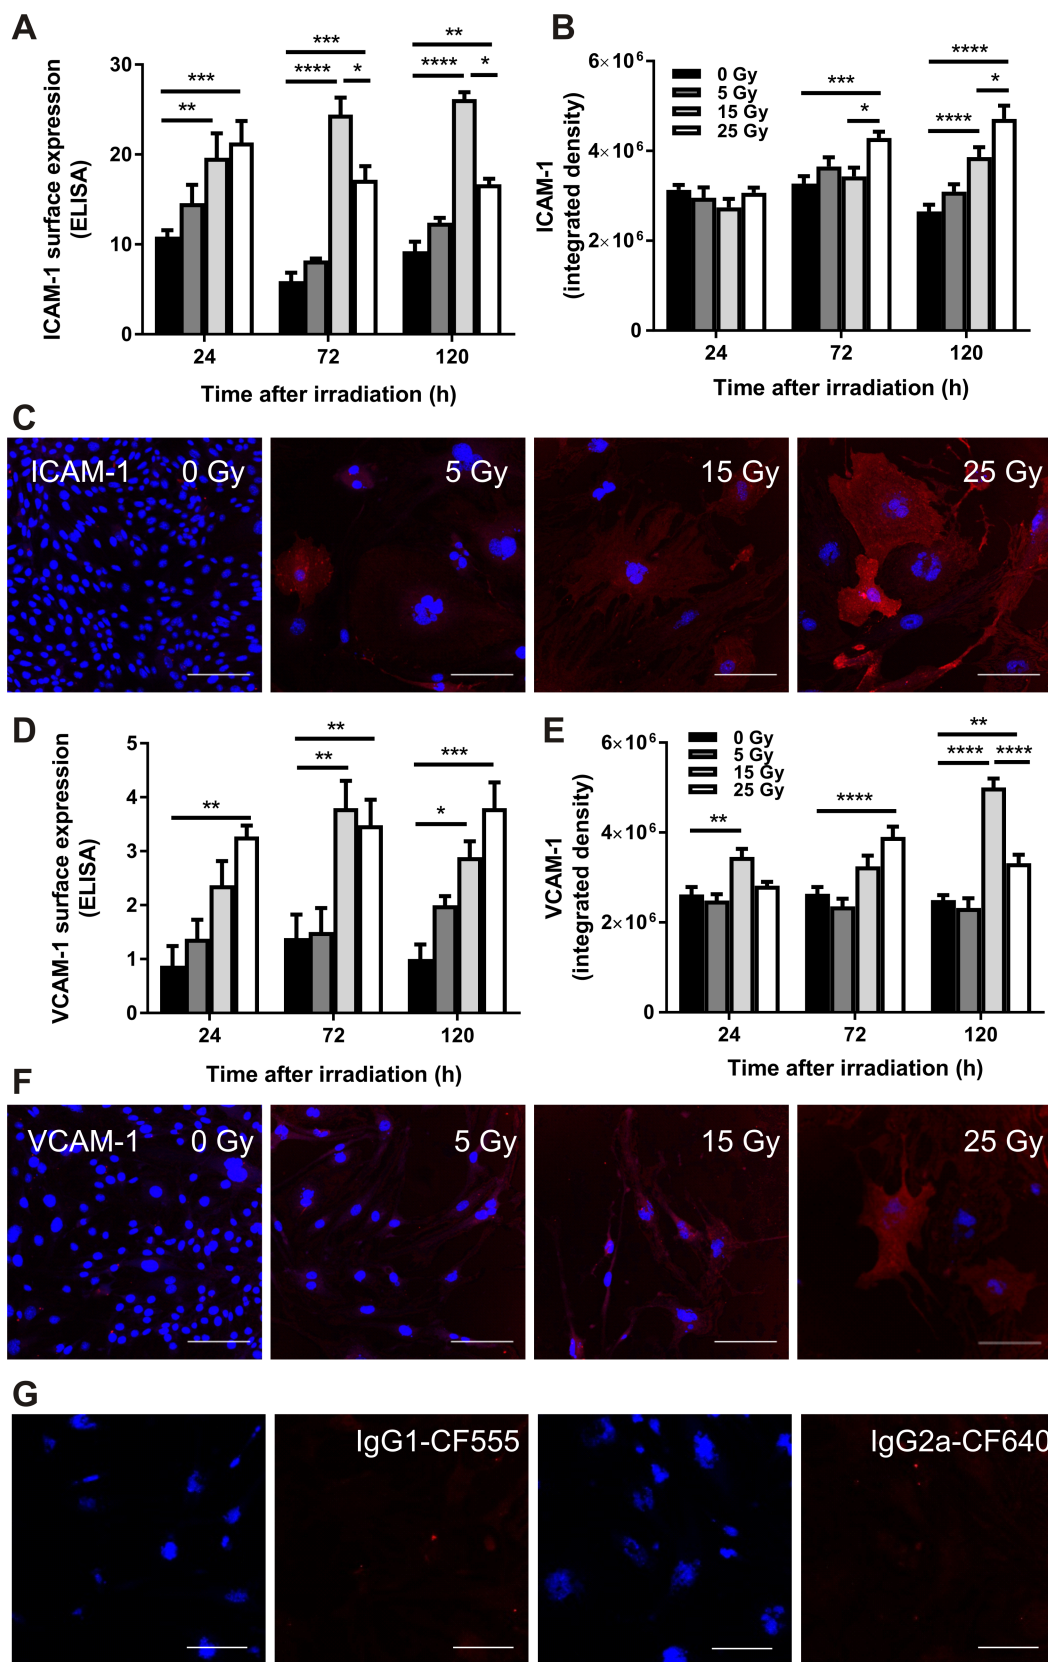 A
B
ICAM-1 surface expression
(ELISA)
30
20
10
0
***
**
***
****
*
**
****
*
24
72
120
Time after irradiation (h)
ICAM-1
(integrated density)
6×10⁶
4×10⁶
2×10⁶
0
0 Gy
5 Gy
15 Gy
25 Gy
***
*
****
*
****
24
72
120
Time after irradiation (h)
C
ICAM-1 0 Gy
5 Gy
15 Gy
25 Gy
D
E
VCAM-1 surface expression
(ELISA)
5
4
3
2
1
0
**
**
**
***
*
24
72
120
Time after irradiation (h)
VCAM-1
(integrated density)
6×10⁶
4×10⁶
2×10⁶
0
0 Gy
5 Gy
15 Gy
25 Gy
**
****
**
****
****
24
72
120
Time after irradiation (h)
F
VCAM-1 0 Gy
5 Gy
15 Gy
25 Gy
G
IgG1-CF555
IgG2a-CF640